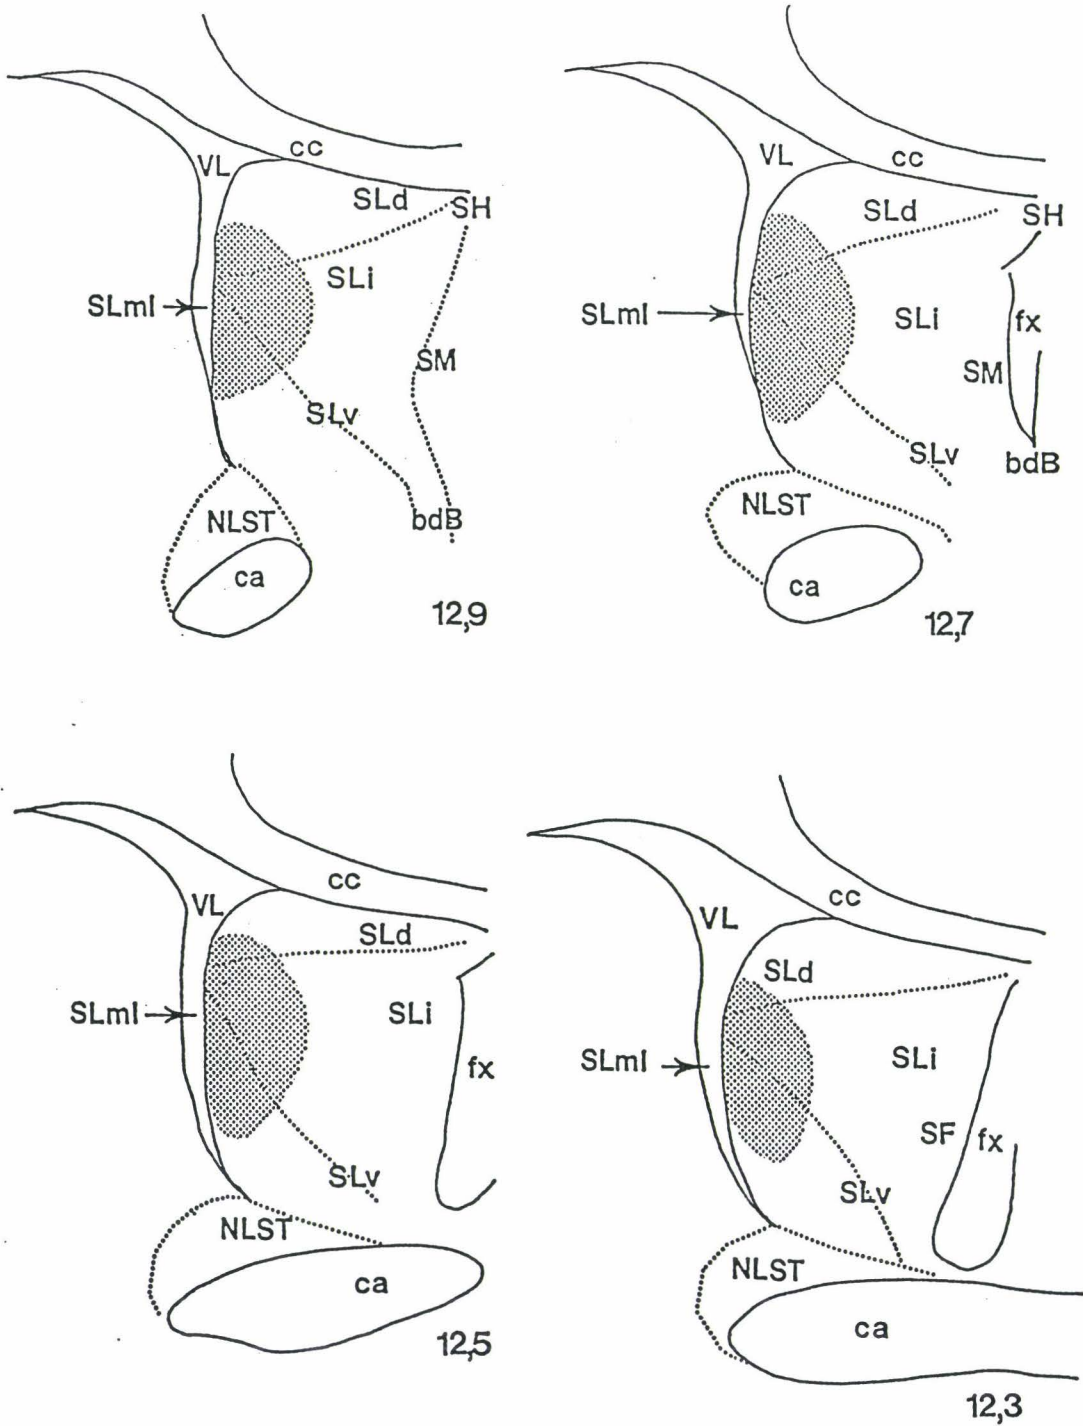 VL
cc
SLd
SH
SLi
SLml
SM
SLv
bdB
NLST
ca
12,9
VL
cc
SLd
SH
SLml
SLi
fx
SM
SLv
bdB
NLST
ca
12,7
cc
VL
SLd
SLml
SLi
fx
SLv
NLST
ca
12,5
cc
VL
SLd
SLml
SLi
SF
fx
SLv
NLST
ca
12,3